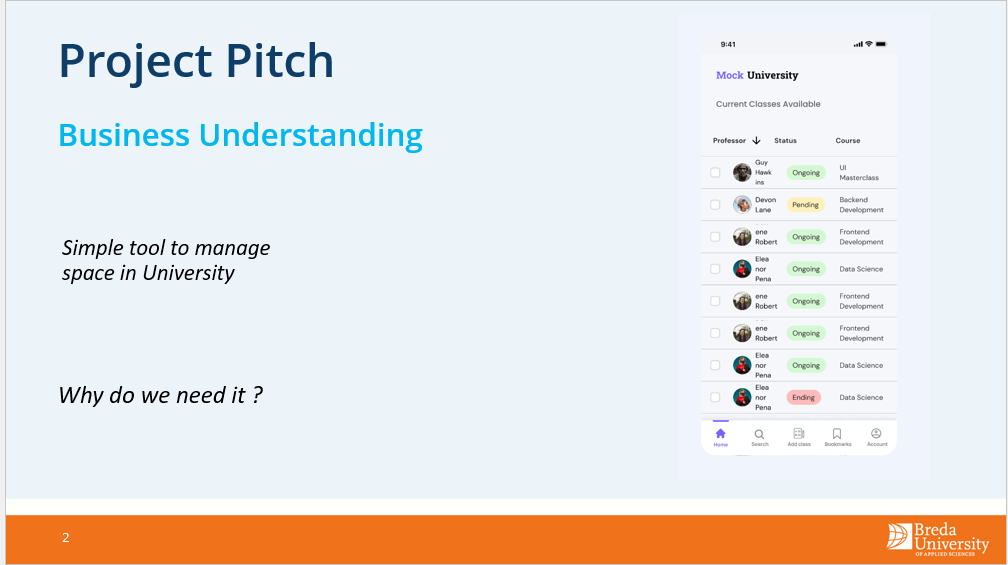 Project Pitch
Business Understanding
Simple tool to manage
space in University
Why do we need it ?
9:41
Mock University
Current Classes Available
Professor Status Course
Guy
Hawk
ins
Ongoing
UI
Masterclass
Devon
Lane
Pending
Backend
Development
ene
Robert
Ongoing
Frontend
Development
Elea
nor
Pena
Ongoing
Data Science
ene
Robert
Ongoing
Frontend
Development
ene
Robert
Ongoing
Frontend
Development
Elea
nor
Pena
Ongoing
Data Science
Elea
nor
Pena
Ending
Data Science
Home Search Add class Bookmarks Account
2
Breda
University
OF APPLIED SCIENCES